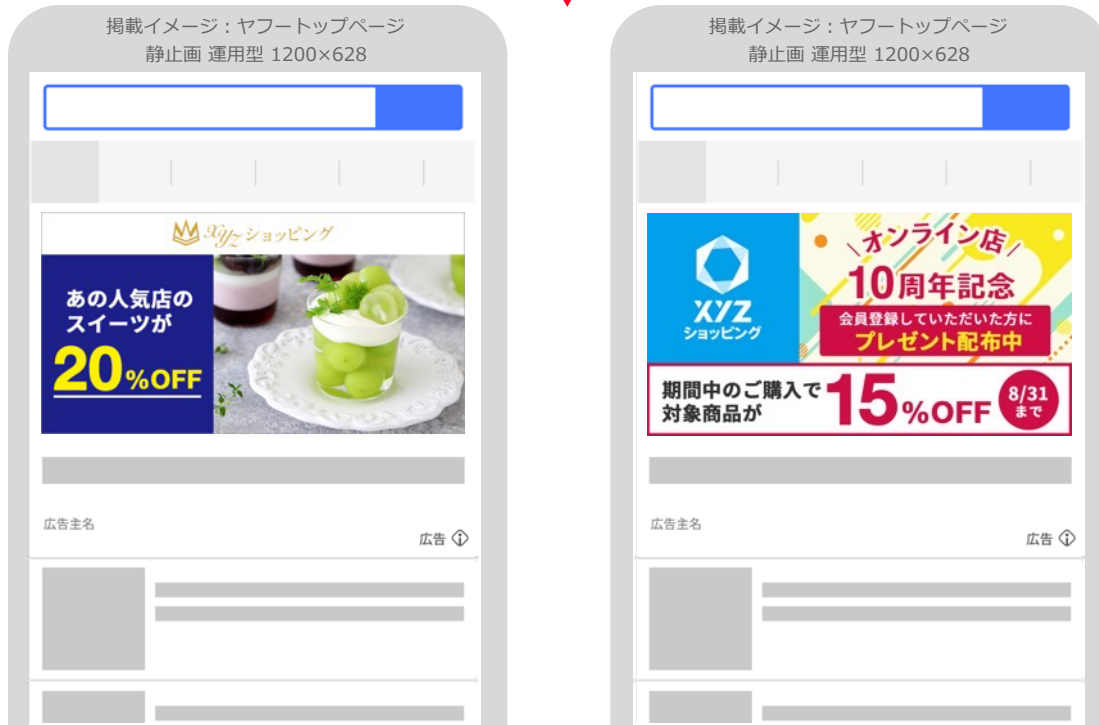 掲載イメージ：ヤフートップページ
静止画 運用型 1200×628
xyzショッピング
あの人気店の
スイーツが
20%OFF
広告主名
広告
掲載イメージ：ヤフートップページ
静止画 運用型 1200×628
XYZ
ショッピング
オンライン店
10周年記念
会員登録していただいた方に
プレゼント配布中
期間中のご購入で
対象商品が
15%OFF
8/31
まで
広告主名
広告